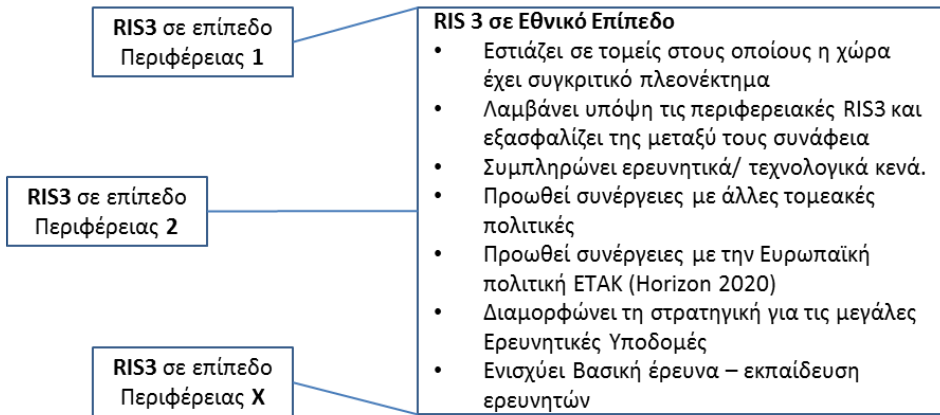 RIS3 σε επίπεδο
Περιφέρειας 1
RIS3 σε επίπεδο
Περιφέρειας 2
RIS3 σε επίπεδο
Περιφέρειας X
RIS 3 σε Εθνικό Επίπεδο
• Εστιάζει σε τομείς στους οποίους η χώρα
έχει συγκριτικό πλεονέκτημα
• Λαμβάνει υπόψη τις περιφερειακές RIS3 και
εξασφαλίζει της μεταξύ τους συνάφεια
• Συμπληρώνει ερευνητικά/ τεχνολογικά κενά.
• Προωθεί συνέργειες με άλλες τομεακές
πολιτικές
• Προωθεί συνέργειες με την Ευρωπαϊκή
πολιτική ΕΤΑΚ (Horizon 2020)
• Διαμορφώνει τη στρατηγική για τις μεγάλες
Ερευνητικές Υποδομές
• Ενισχύει Βασική έρευνα – εκπαίδευση
ερευνητών